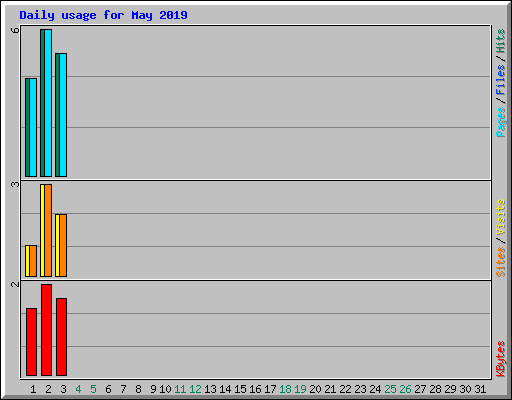 Daily usage for May 2019
6
Pages / Files / Hits
3
Sites / Visits
2
KBytes
1 2 3 4 5 6 7 8 9 10 11 12 13 14 15 16 17 18 19 20 21 22 23 24 25 26 27 28 29 30 31